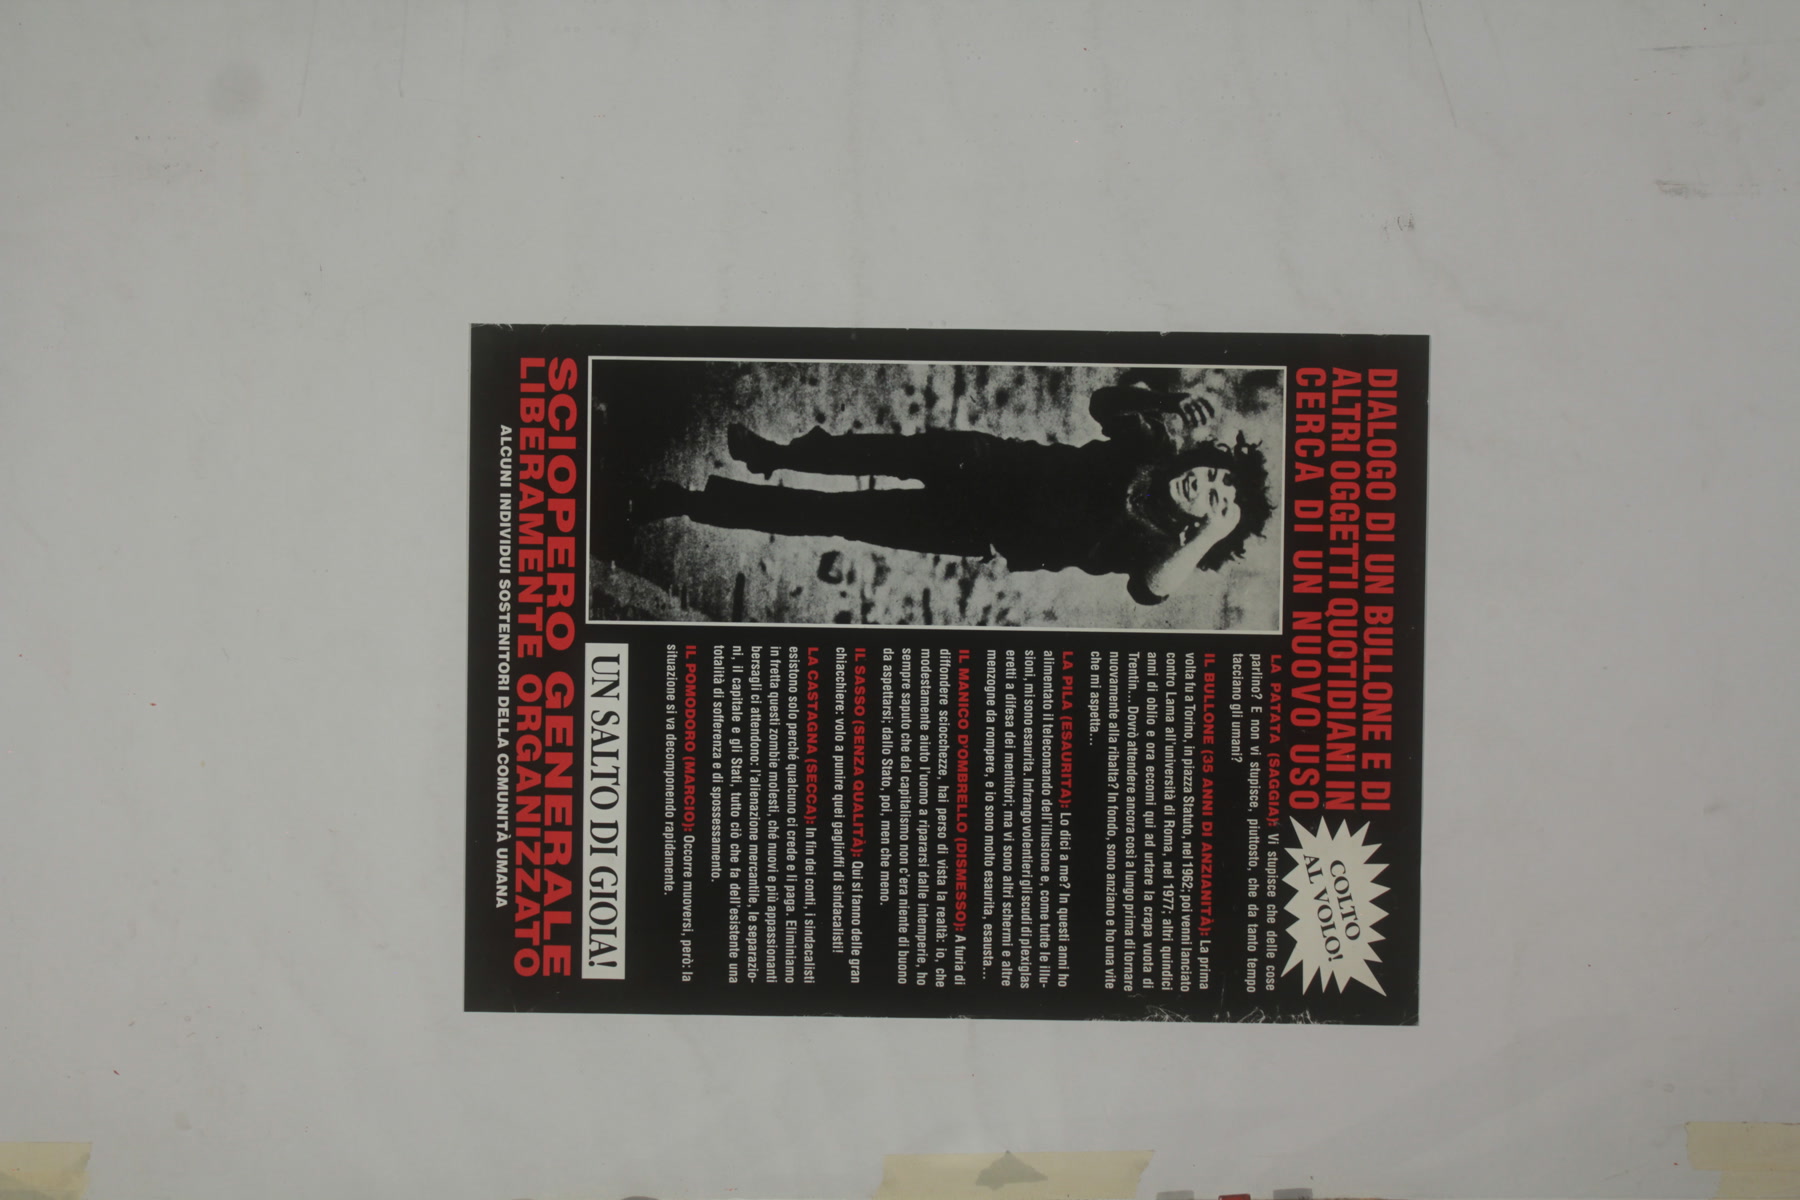 DIALOGO DI UN BULLONE E DI
ALTRI OGGETTI QUOTIDIANI IN
CERCA DI UN NUOVO USO
COLTO
AL VOLO!
LA PATATA (SAGGIA): Vi stupisce che delle cose
parlino? E non vi stupisce, piuttosto, che da tanto tempo
tacciano gli umani?
IL BULLONE (35 ANNI DI ANZIANITÀ): La prima
volta fu a Torino, in piazza Statuto, nel 1962; poi venni lanciato
contro Lama all'università di Roma, nel 1977; altri quindici
anni di oblio e ora eccomi qui ad urtare la crapa vuota di
Trentin... Dovrò attendere ancora così a lungo prima di tornare
nuovamente alla ribalta? In fondo, sono anziano e ho una vite
che mi aspetta...
LA PILA (ESAURITA): Lo dici a me? In questi anni ho
alimentato il telecomando dell'illusione e, come tutte le illu-
sioni, mi sono esaurita. Infrango volentieri gli scudi di plexiglas
eretti a difesa dei mentitori; ma vi sono altri schermi e altre
menzogne da rompere, e io sono molto esaurita, esausta...
IL MANICO D'OMBRELLO (DISMESSO): A furia di
diffondere sciocchezze, hai perso di vista la realtà: io, che
modestamente aiuto l'uomo a ripararsi dalle intemperie, ho
sempre saputo che dal capitalismo non c'era niente di buono
da aspettarsi; dallo Stato, poi, men che meno.
IL SASSO (SENZA QUALITÀ): Qui si fanno delle gran
chiacchiere: volo a punire quei gaglioffi di sindacalisti!
LA CASTAGNA (SECCA): In fin dei conti, i sindacalisti
esistono solo perché qualcuno ci crede e li paga. Eliminiamo
in fretta questi zombie molesti, ché nuovi e più appassionanti
bersagli ci attendono: l'alienazione mercantile, le separazio-
ni, il capitale e gli Stati, tutto ciò che fa dell'esistente una
totalità di sofferenza e di spossessamento.
IL POMODORO (MARCIO): Occorre muoversi, però: la
situazione si va decomponendo rapidamente.
UN SALTO DI GIOIA!
SCIOPERO GENERALE
LIBERAMENTE ORGANIZZATO
ALCUNI INDIVIDUI SOSTENITORI DELLA COMUNITÀ UMANA